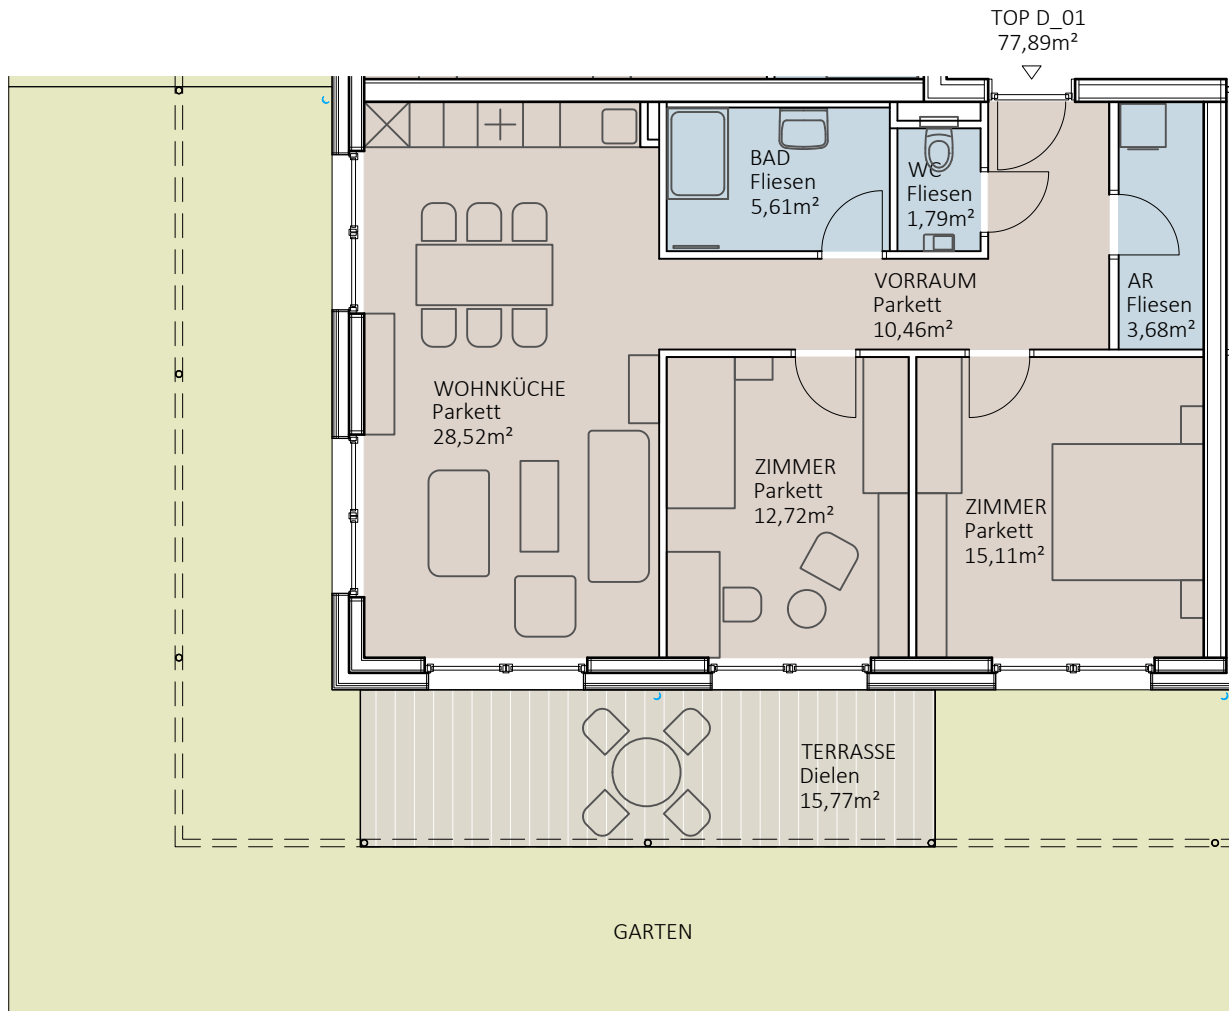 TOP D_01
77,89m²
BAD
Fliesen
5,61m²
WC
Fliesen
1,79m²
VORRAUM
Parkett
10,46m²
AR
Fliesen
3,68m²
WOHNKÜCHE
Parkett
28,52m²
ZIMMER
Parkett
12,72m²
ZIMMER
Parkett
15,11m²
TERRASSE
Dielen
15,77m²
GARTEN